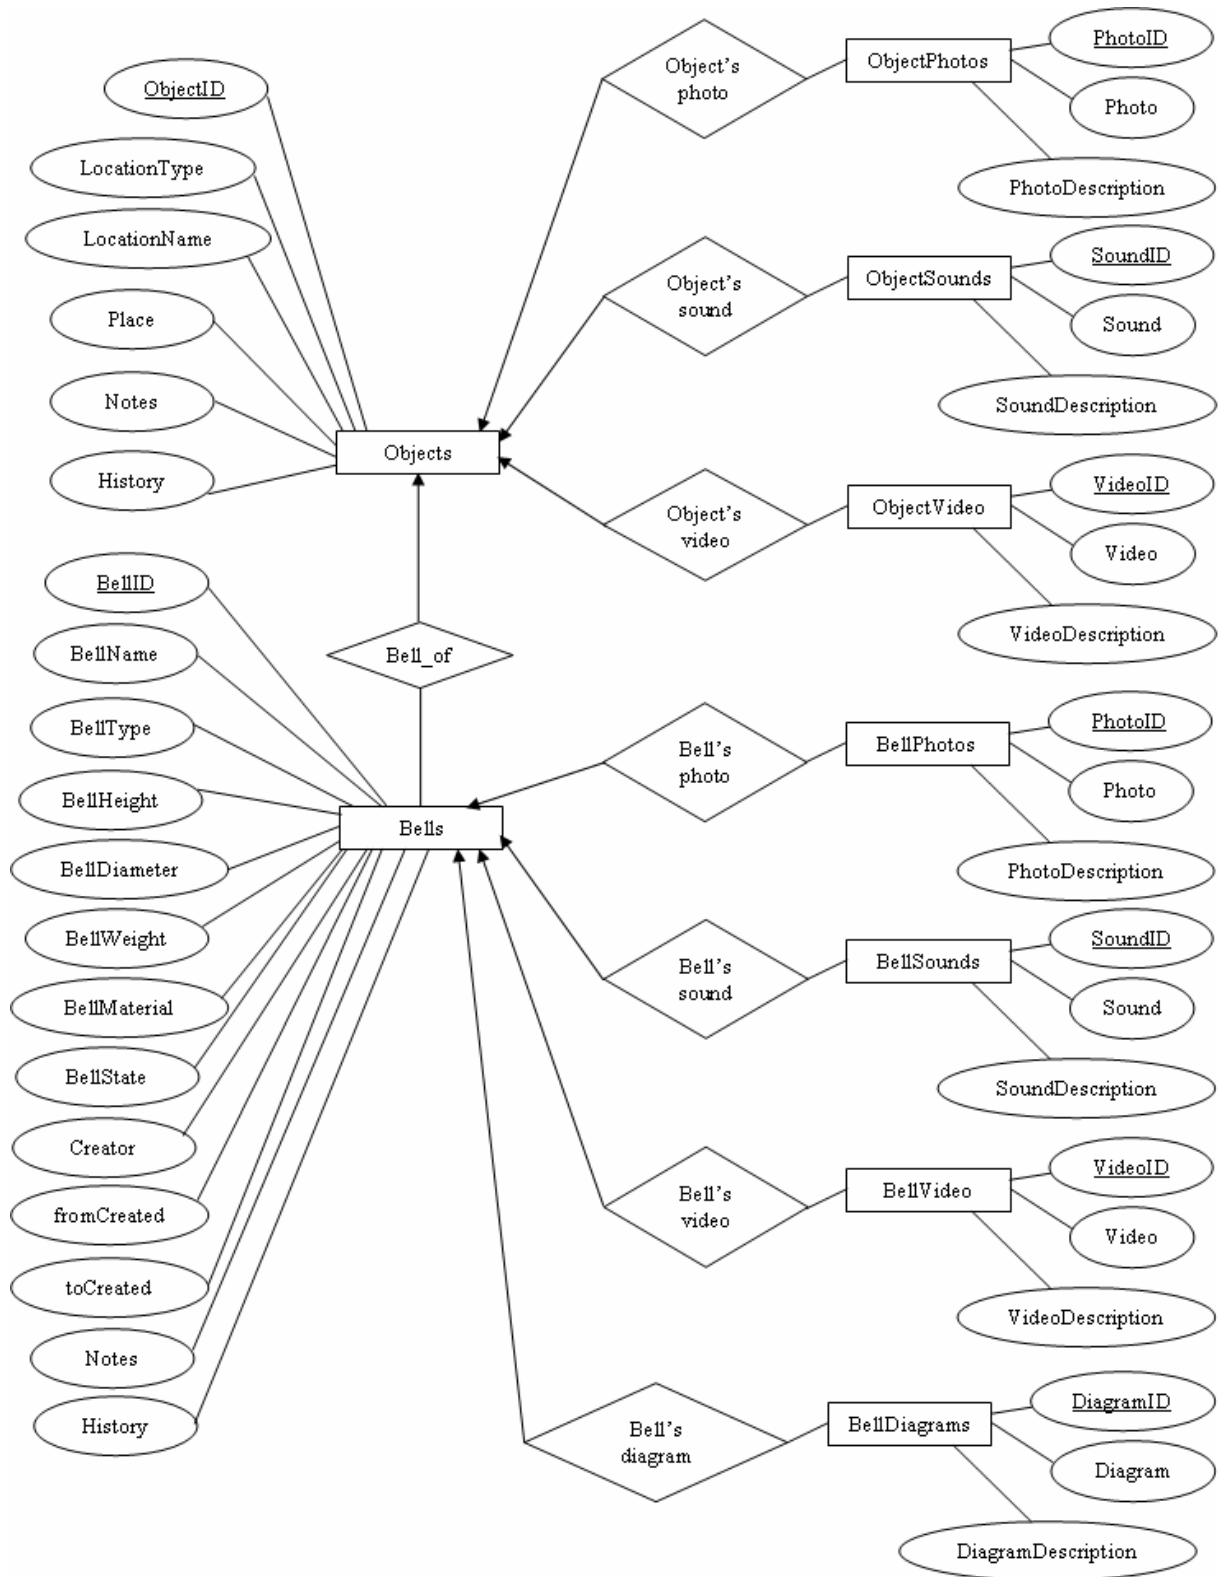 ObjectID
LocationType
LocationName
Place
Notes
History
Objects
Object's
photo
ObjectPhotos
PhotoID
Photo
PhotoDescription
Object's
sound
ObjectSounds
SoundID
Sound
SoundDescription
Object's
video
ObjectVideo
VideoID
Video
VideoDescription
Bell_of
BellID
BellName
BellType
BellHeight
BellDiameter
BellWeight
BellMaterial
BellState
Creator
fromCreated
toCreated
Notes
History
Bells
Bell's
photo
BellPhotos
PhotoID
Photo
PhotoDescription
Bell's
sound
BellSounds
SoundID
Sound
SoundDescription
Bell's
video
BellVideo
VideoID
Video
VideoDescription
Bell's
diagram
BellDiagrams
DiagramID
Diagram
DiagramDescription